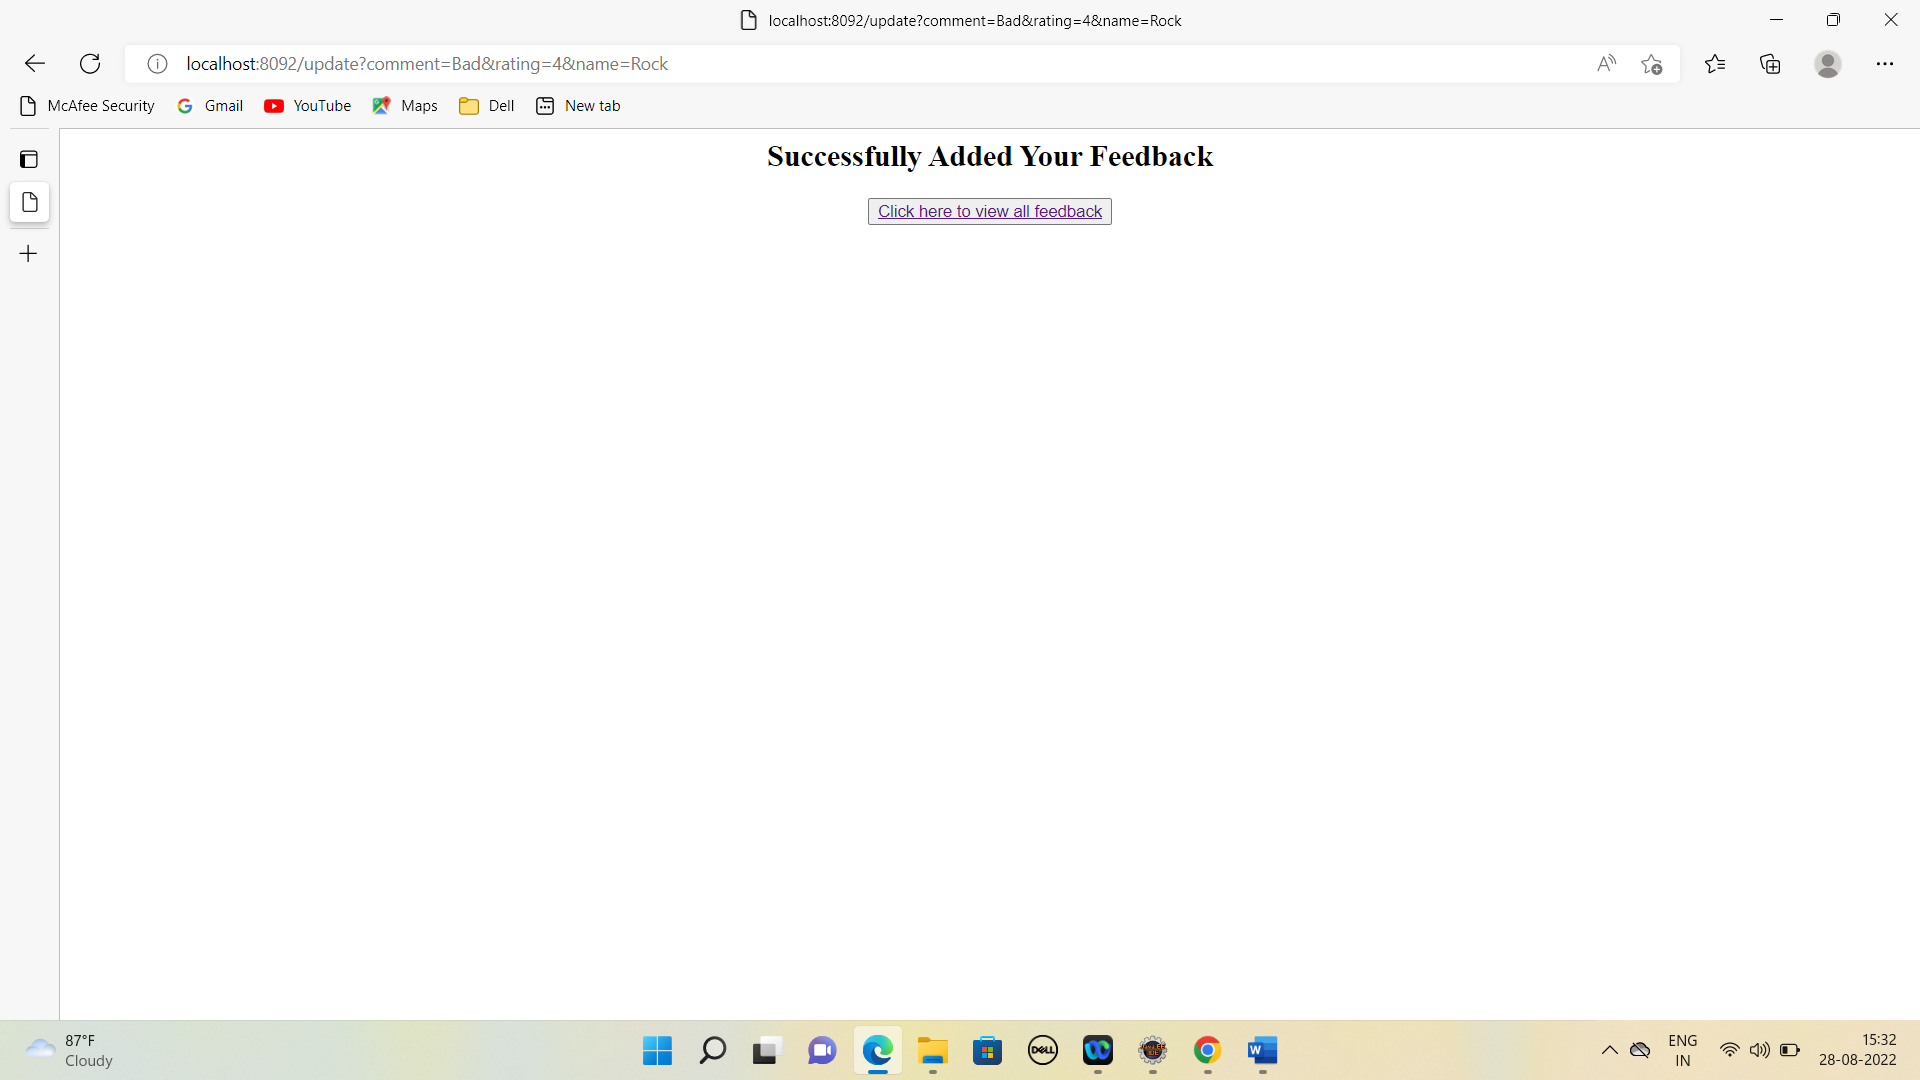 localhost:8092/update?comment=Bad&rating=4&name=Rock
localhost:8092/update?comment=Bad&rating=4&name=Rock
McAfee Security Gmail YouTube Maps Dell New tab
Successfully Added Your Feedback
Click here to view all feedback
87°F
Cloudy
DELL
W
ENG
IN
15:32
28-08-2022